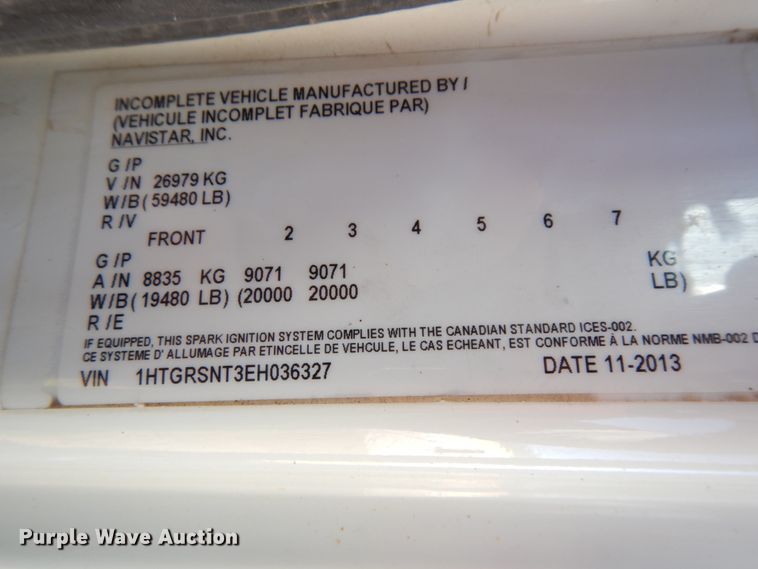 INCOMPLETE VEHICLE MANUFACTURED BY /
(VEHICULE INCOMPLET FABRIQUE PAR)
NAVISTAR, INC.
G /P
V /N 26979 KG
W/B( 59480 LB)
R /V
FRONT 2 3 4 5 6 7
G /P
A /N 8835 KG 9071 9071 KG
W/B( 19480 LB) (20000 20000 LB)
R /E
IF EQUIPPED, THIS SPARK IGNITION SYSTEM COMPLIES WITH THE CANADIAN STANDARD ICES-002.
CE SYSTEME D' ALLUMAGE PAR ETINCELLE DE VEHCULE, LE CAS ECHEANT, EST CONFORME À LA NORME NMB-002 D
VIN 1HTGRSNT3EH036327 DATE 11-2013
Purple Wave Auction